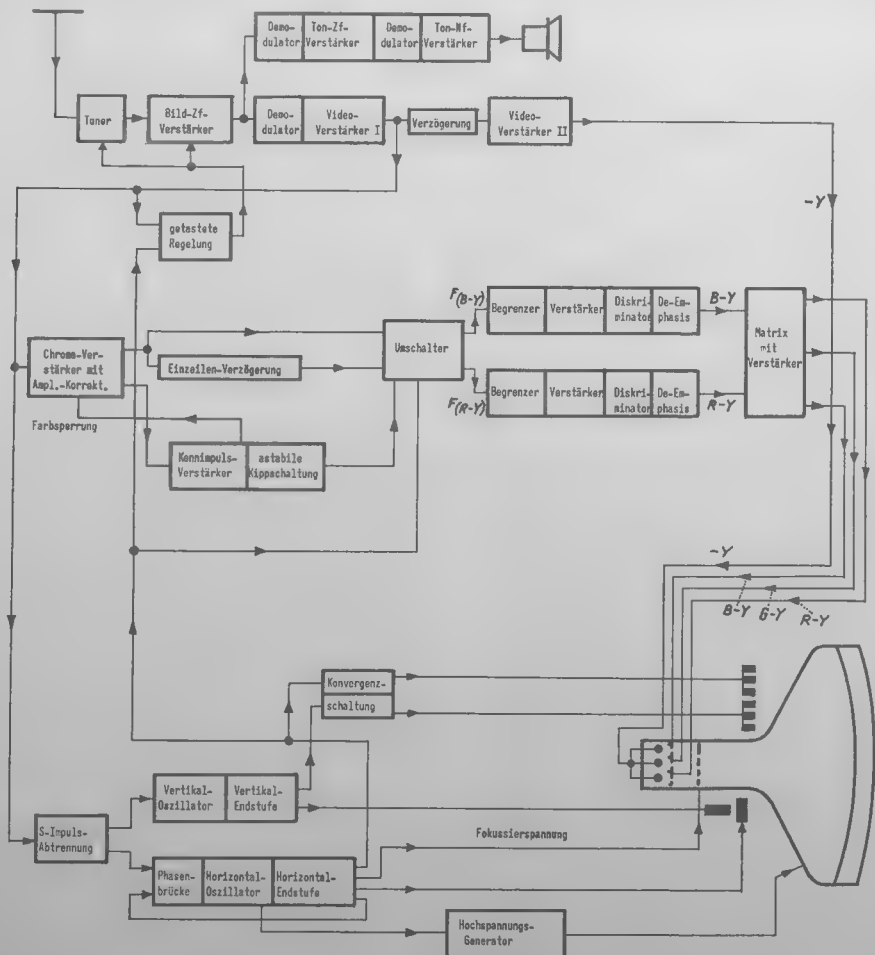 Demo-
dulator
Ton-Zf-
Verstärker
Demo-
dulator
Ton-Nf-
Verstärker
Tuner
Bild-Zf-
Verstärker
Demo-
dulator
Video-
Verstärker I
Verzögerung
Video-
Verstärker II
-Y
getastete
Regelung
F(B-Y)
Begrenzer
Verstärker
Diskri-
minator
De-Em-
phasis
B-Y
Matrix
mit
Verstärker
Chroma-Ver-
stärker mit
Ampl.-Korrekt.
Einzeilen-Verzögerung
Umschalter
F(R-Y)
Begrenzer
Verstärker
Diskri-
minator
De-Em-
phasis
R-Y
Farbsperrung
Kennimpuls-
Verstärker
astabile
Kippschaltung
-Y
B-Y
G-Y
R-Y
Konvergenz-
schaltung
Vertikal-
Oszillator
Vertikal-
Endstufe
S-Impuls-
Abtrennung
Fokussierspannung
Phasen-
brücke
Horizontal-
Oszillator
Horizontal-
Endstufe
Hochspannungs-
Generator